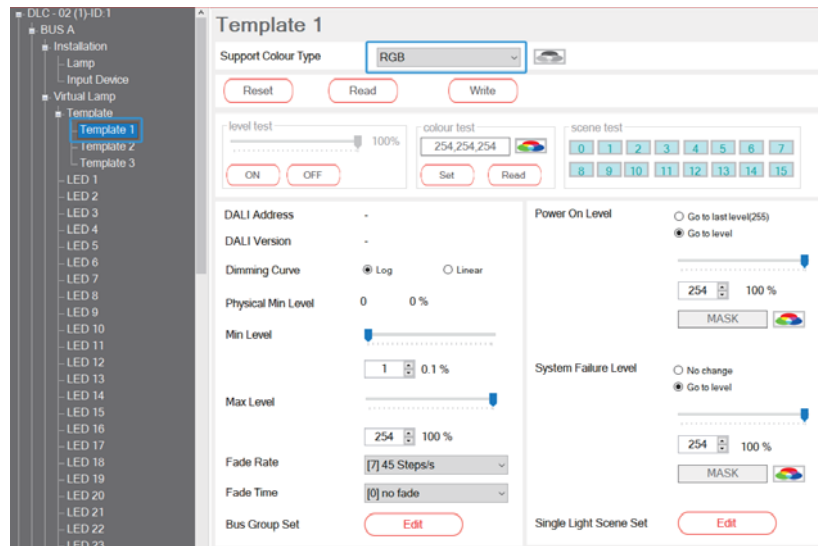 DLC - 02 (1)-ID:1
BUS A
Installation
Lamp
Input Device
Virtual Lamp
Template
Template 1
Template 2
Template 3
LED 1
LED 2
LED 3
LED 4
LED 5
LED 6
LED 7
LED 8
LED 9
LED 10
LED 11
LED 12
LED 13
LED 14
LED 15
LED 16
LED 17
LED 18
LED 19
LED 20
LED 21
LED 22
LED 23
Template 1
Support Colour Type RGB
Reset Read Write
level test
100%
ON OFF
colour test
254,254,254
Set Read
scene test
0 1 2 3 4 5 6 7
8 9 10 11 12 13 14 15
DALI Address -
DALI Version -
Dimming Curve Log Linear
Physical Min Level 0 0 %
Min Level
1 0.1 %
Max Level
254 100 %
Fade Rate [7] 45 Steps/s
Fade Time [0] no fade
Bus Group Set Edit
Power On Level Go to last level(255)
Go to level
254 100 %
MASK
System Failure Level No change
Go to level
254 100 %
MASK
Single Light Scene Set Edit